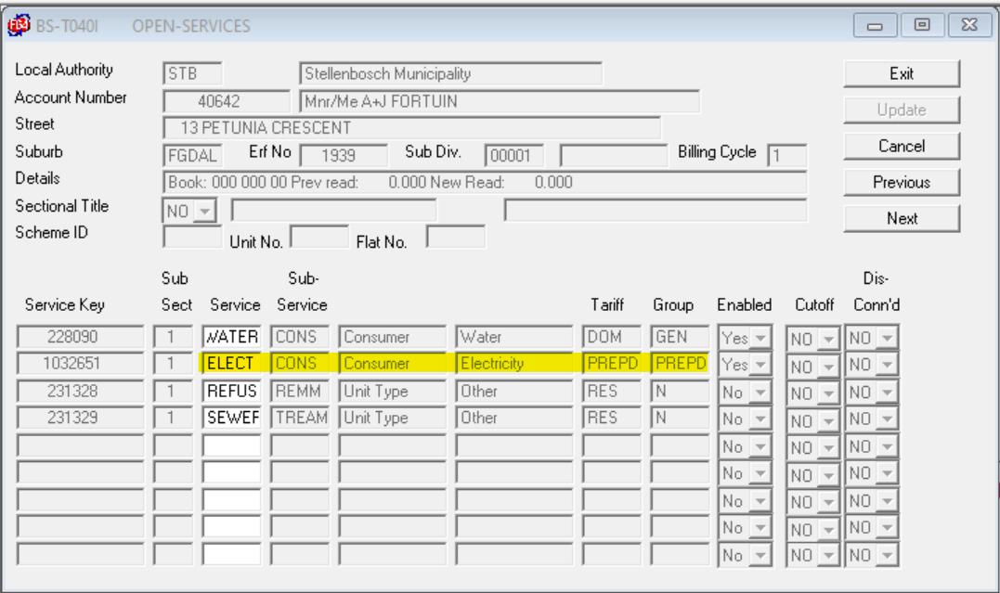 BS-T040I OPEN-SERVICES
Local Authority STB Stellenbosch Municipality Exit
Account Number 40642 Mnr/Me A+J FORTUIN Update
Street 13 PETUNIA CRESCENT
Suburb FGDAL Erf No 1939 Sub Div. 00001 Billing Cycle 1 Cancel
Details Book: 000 000 00 Prev read: 0.000 New Read: 0.000 Previous
Sectional Title NO Next
Scheme ID Unit No. Flat No.
Sub Sub- Dis-
Service Key Sect Service Service Tariff Group Enabled Cutoff Conn'd
228090 1 WATER CONS Consumer Water DOM GEN Yes NO NO
1032651 1 ELECT CONS Consumer Electricity PREPD PREPD Yes NO NO
231328 1 REFUS REMM Unit Type Other RES N No NO NO
231329 1 SEWEF TREAM Unit Type Other RES N No NO NO
No NO NO
No NO NO
No NO NO
No NO NO
No NO NO